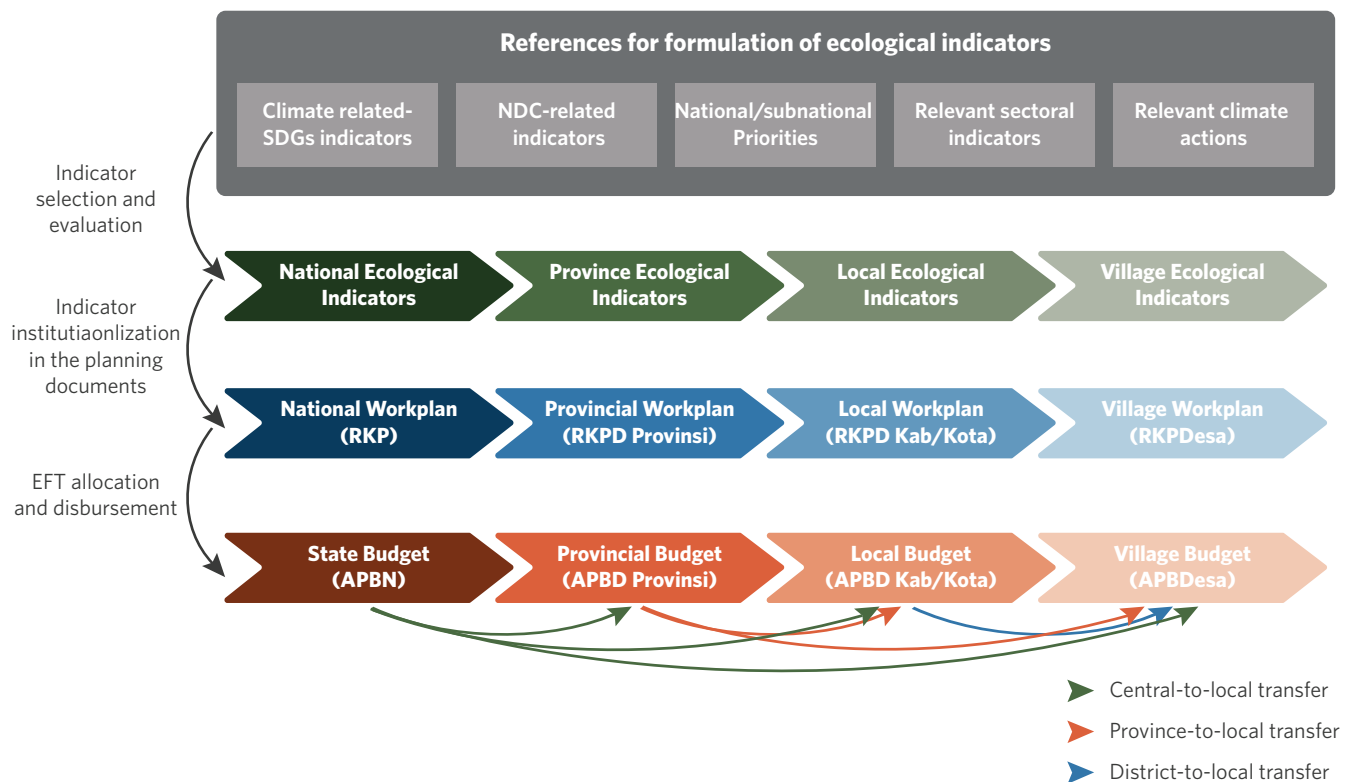 References for formulation of ecological indicators
Climate related-
SDGs indicators
NDC-related
indicators
National/subnational
Priorities
Relevant sectoral
indicators
Relevant climate
actions
Indicator
selection and
evaluation
National Ecological
Indicators
Province Ecological
Indicators
Local Ecological
Indicators
Village Ecological
Indicators
Indicator
institutiaonlization
in the planning
documents
National Workplan
(RKP)
Provincial Workplan
(RKPD Provinsi)
Local Workplan
(RKPD Kab/Kota)
Village Workplan
(RKPDesa)
EFT allocation
and disbursement
State Budget
(APBN)
Provincial Budget
(APBD Provinsi)
Local Budget
(APBD Kab/Kota)
Village Budget
(APBDesa)
Central-to-local transfer
Province-to-local transfer
District-to-local transfer